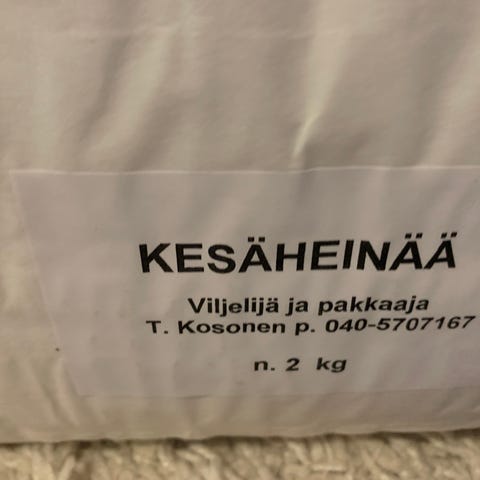 KESÄHEINÄÄ
Viljelijä ja pakkaaja
T. Kosonen p. 040-5707167
n. 2 kg